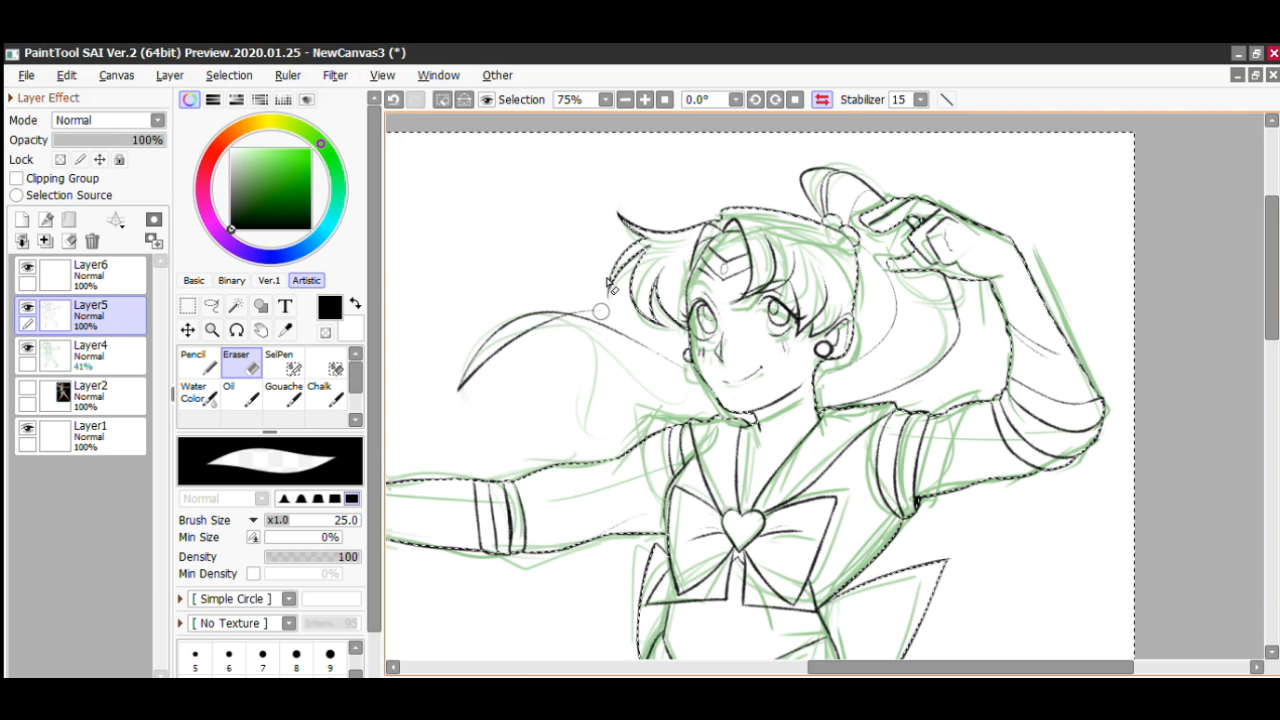 PaintTool SAI Ver.2 (64bit) Preview.2020.01.25 - NewCanvas3 (*)
File Edit Canvas Layer Selection Ruler Filter View Window Other
Layer Effect
Mode Normal
Opacity 100%
Lock
Clipping Group
Selection Source
Layer6
Normal
100%
Layer5
Normal
100%
Layer4
41%
Layer2
Normal
100%
Layer1
Normal
100%
Basic Binary Ver.1 Artistic
T
Pencil Eraser SelPen
Water Color Oil Gouache Chalk
Normal
Brush Size x1.0 25.0
Min Size 0%
Density 100
Min Density 0%
[ Simple Circle ]
[ No Texture ] Intens. 95
5 6 7 8 9
Selection 75% 0.0° Stabilizer 15